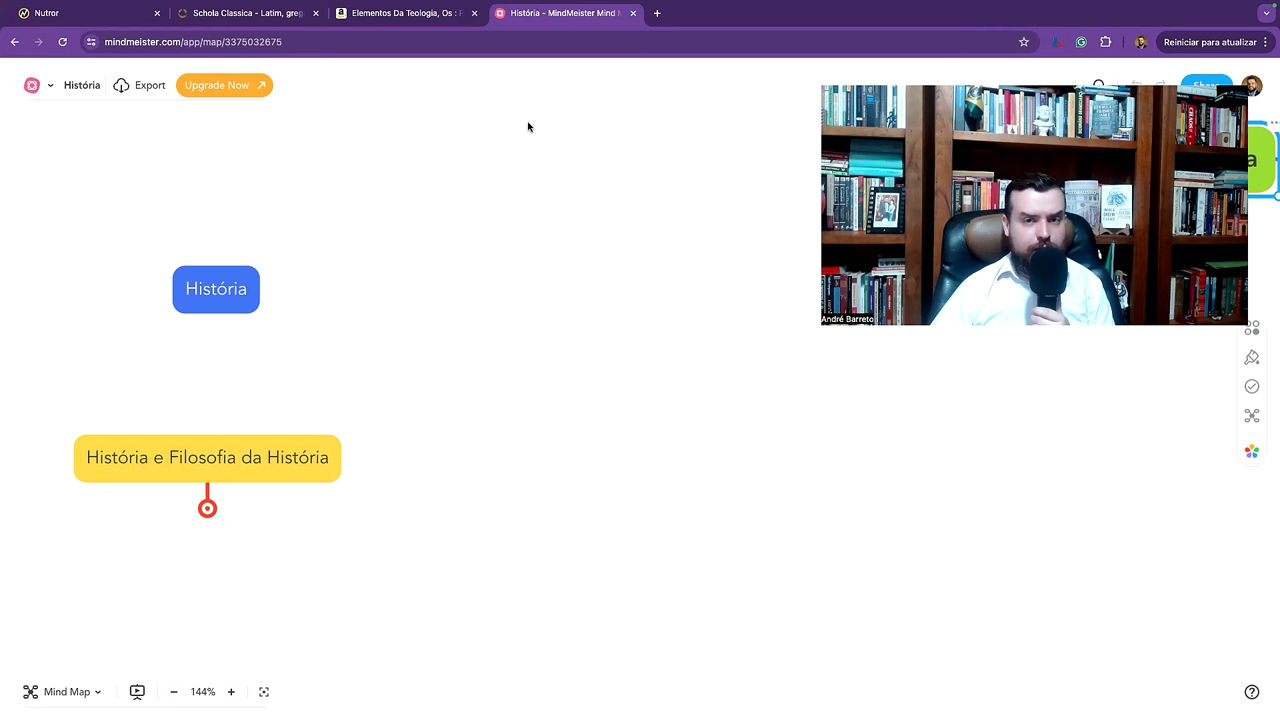 Nutror
Schola Classica - Latim, greg
Elementos Da Teologia, Os : F
História - MindMeister Mind M
mindmeister.com/app/map/3375032675
Reiniciar para atualizar
História
Export
Upgrade Now
Share
a
História
André Barreto
História e Filosofia da História
Mind Map
144%